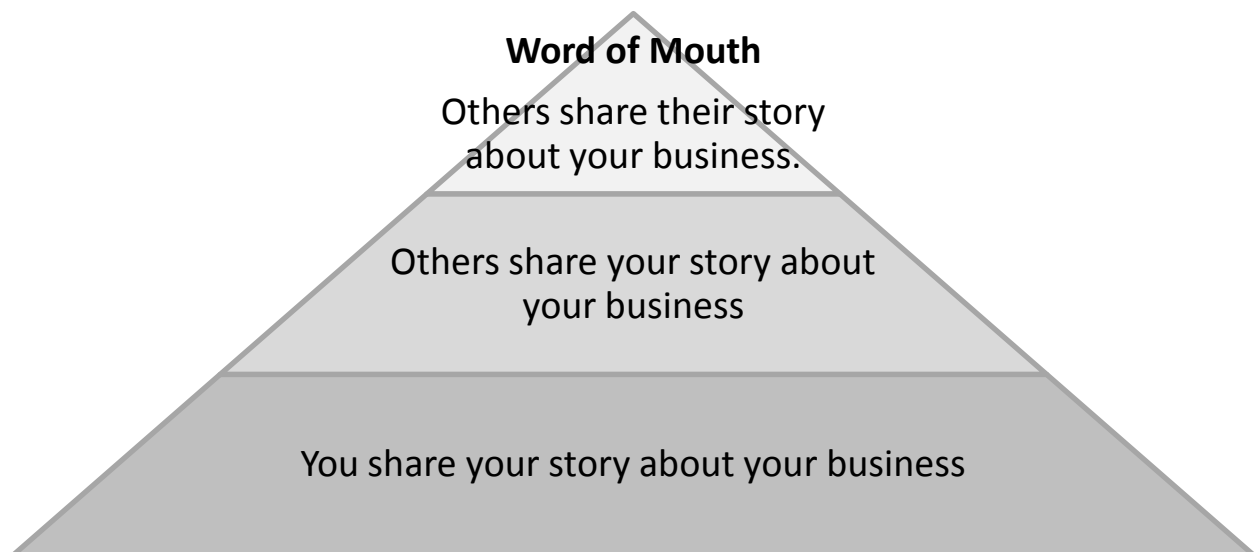 Word of Mouth
Others share their story
about your business.
Others share your story about
your business
You share your story about your business